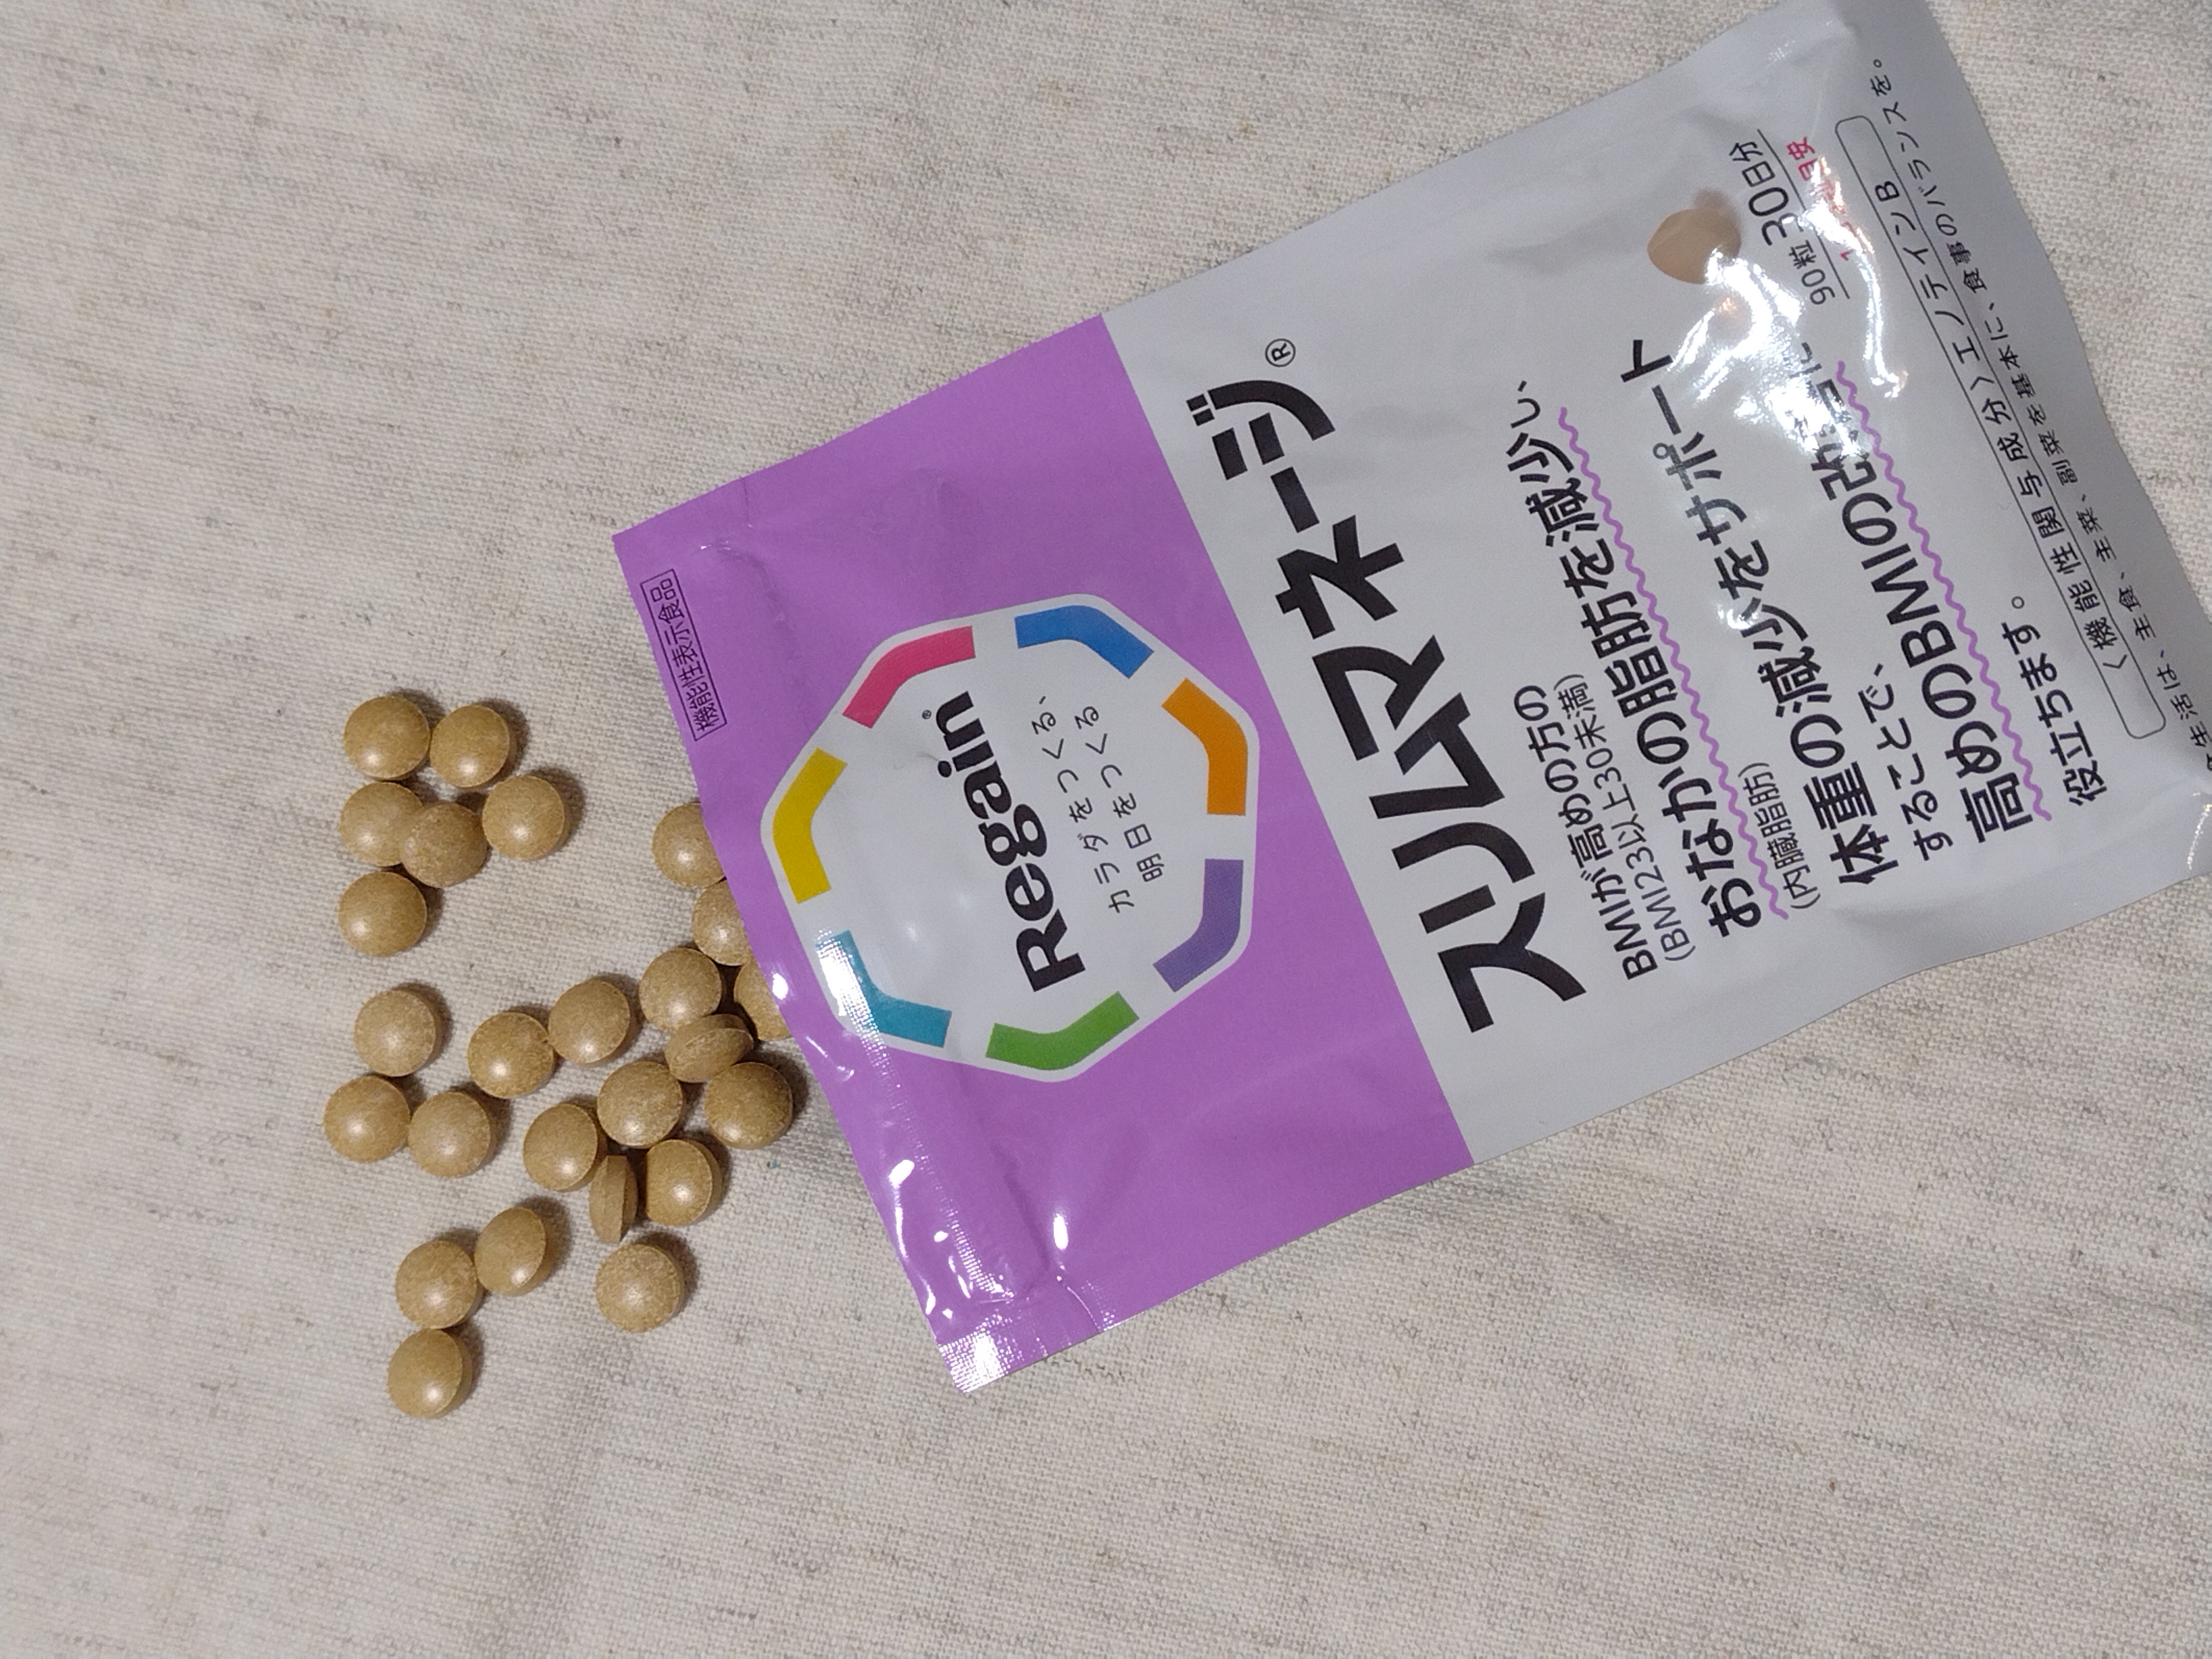 機能性表示食品
Regain®
カラダをつくる、
明日をつくる
スリムマネージ®
BMIが高めの方の
(BMI23以上30未満)
おなかの脂肪を減少し、
(内臓脂肪)
体重の減少をサポート
することで、
高めのBMIの改善に
役立ちます。
90粒 30日分
〈機能性関与成分〉エノテインB
食生活は、主食、主菜、副菜を基本に、食事のバランスを。